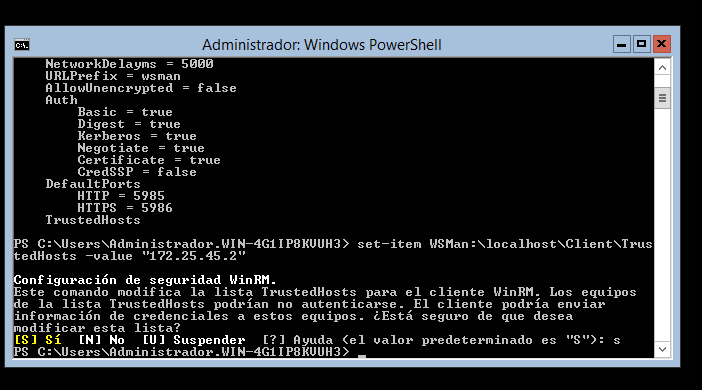 Administrador: Windows PowerShell
NetworkDelayms = 5000
URLPrefix = wsman
AllowUnencrypted = false
Auth
Basic = true
Digest = true
Kerberos = true
Negotiate = true
Certificate = true
CredSSP = false
DefaultPorts
HTTP = 5985
HTTPS = 5986
TrustedHosts
PS C:\Users\Administrador.WIN-4G1IP8KVUH3> set-item WSMan:\localhost\Client\Trus
tedHosts -value "172.25.45.2"
Configuración de seguridad WinRM.
Este comando modifica la lista TrustedHosts para el cliente WinRM. Los equipos
de la lista TrustedHosts podrían no autenticarse. El cliente podría enviar
información de credenciales a estos equipos. ¿Está seguro de que desea
modificar esta lista?
[S] Sí  [N] No  [U] Suspender  [?] Ayuda (el valor predeterminado es "S"): s
PS C:\Users\Administrador.WIN-4G1IP8KVUH3> _